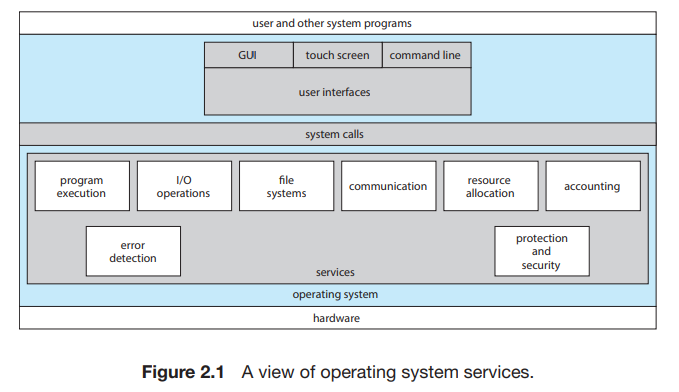 user and other system programs
GUI
touch screen
command line
user interfaces
system calls
program
execution
I/O
operations
file
systems
communication
resource
allocation
accounting
error
detection
protection
and
security
services
operating system
hardware
Figure 2.1 A view of operating system services.